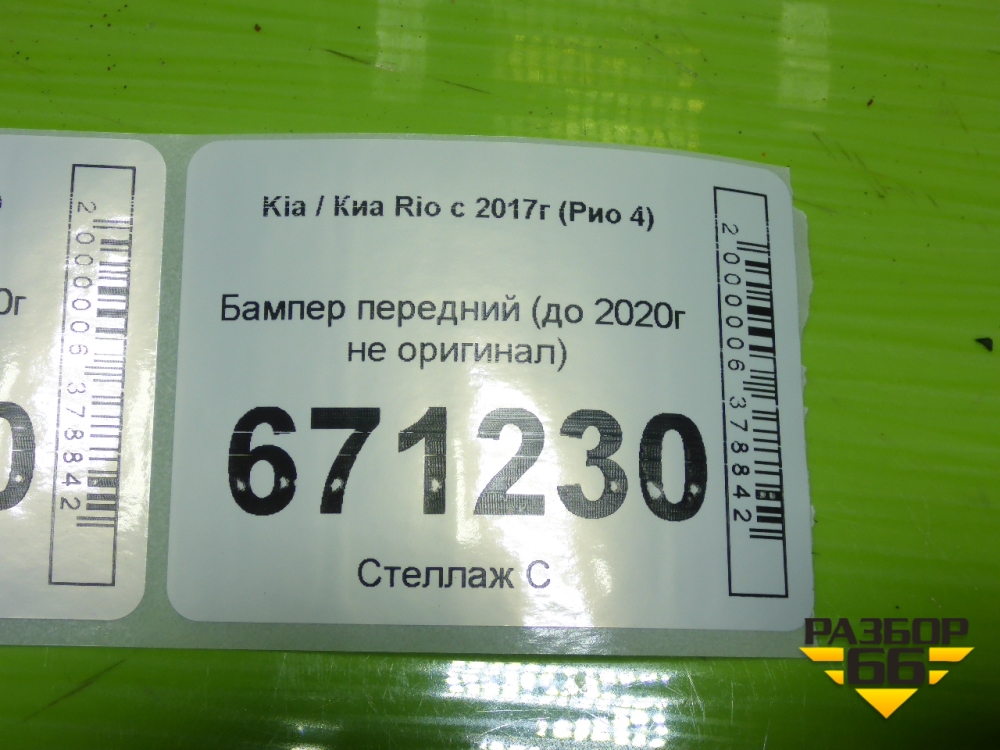 Kia / Киа Rio с 2017г (Рио 4)
Бампер передний (до 2020г
не оригинал)
671230
Стеллаж С
2000006378842
0г
0
2000006378842
РАЗБОР
66